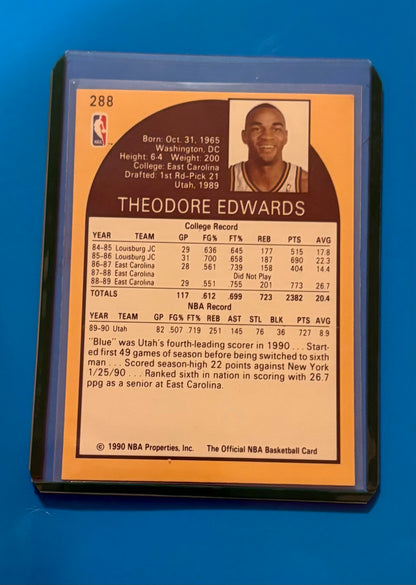 288
NBA
Born: Oct. 31, 1965
Washington, DC
Height: 6-4 Weight: 200
College: East Carolina
Drafted: 1st Rd-Pick 21
Utah, 1989
THEODORE EDWARDS
College Record
YEAR TEAM GP FG% FT% REB PTS AVG
84-85 Louisburg JC 29 .636 .645 177 515 17.8
85-86 Louisburg JC 31 .700 .658 187 690 22.3
86-87 East Carolina 28 .561 .739 158 404 14.4
87-88 East Carolina Did Not Play
88-89 East Carolina 29 .551 .755 201 773 26.7
TOTALS 117 .612 .699 723 2382 20.4
NBA Record
YR. TEAM GP FG% FT% REB AST STL BLK PTS AVG
89-90 Utah 82 .507 .719 251 145 76 36 727 8.9
"Blue" was Utah's fourth-leading scorer in 1990 . . . Start-
ed first 49 games of season before being switched to sixth
man . . . Scored season-high 22 points against New York
1/25/90 . . . Ranked sixth in nation in scoring with 26.7
ppg as a senior at East Carolina.
© 1990 NBA Properties, Inc. The Official NBA Basketball Card